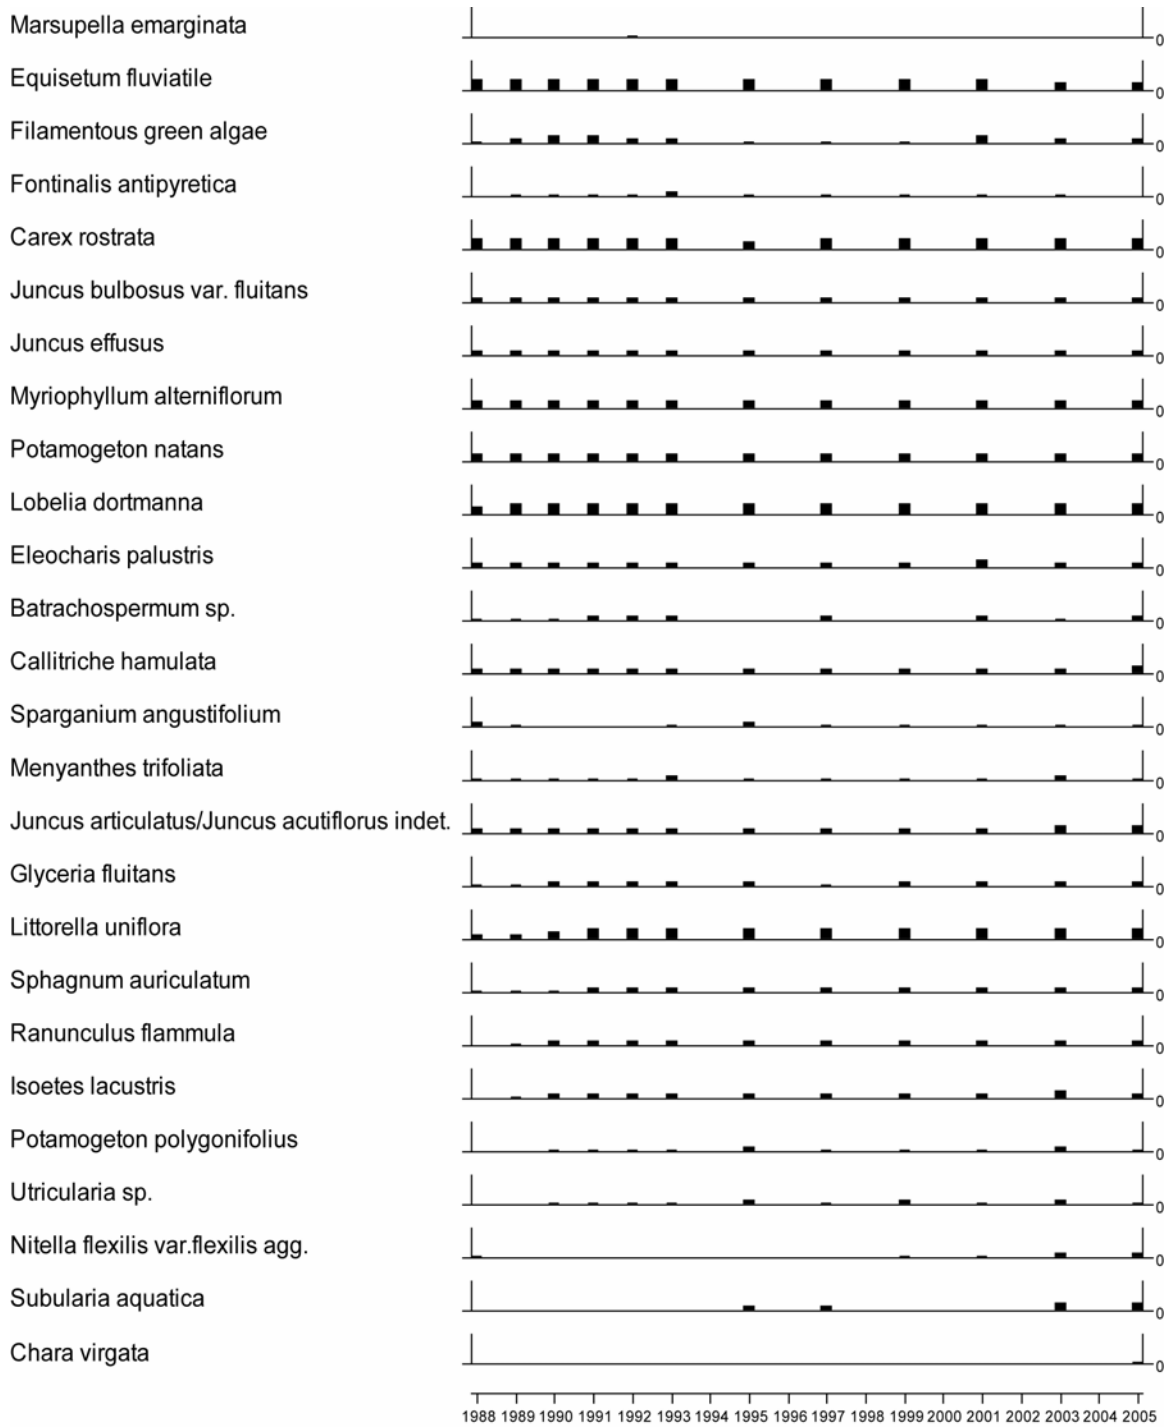 Marsupella emarginata 0
Equisetum fluviatile 0
Filamentous green algae 0
Fontinalis antipyretica 0
Carex rostrata 0
Juncus bulbosus var. fluitans 0
Juncus effusus 0
Myriophyllum alterniflorum 0
Potamogeton natans 0
Lobelia dortmanna 0
Eleocharis palustris 0
Batrachospermum sp. 0
Callitriche hamulata 0
Sparganium angustifolium 0
Menyanthes trifoliata 0
Juncus articulatus/Juncus acutiflorus indet. 0
Glyceria fluitans 0
Littorella uniflora 0
Sphagnum auriculatum 0
Ranunculus flammula 0
Isoetes lacustris 0
Potamogeton polygonifolius 0
Utricularia sp. 0
Nitella flexilis var.flexilis agg. 0
Subularia aquatica 0
Chara virgata 0
1988 1989 1990 1991 1992 1993 1994 1995 1996 1997 1998 1999 2000 2001 2002 2003 2004 2005